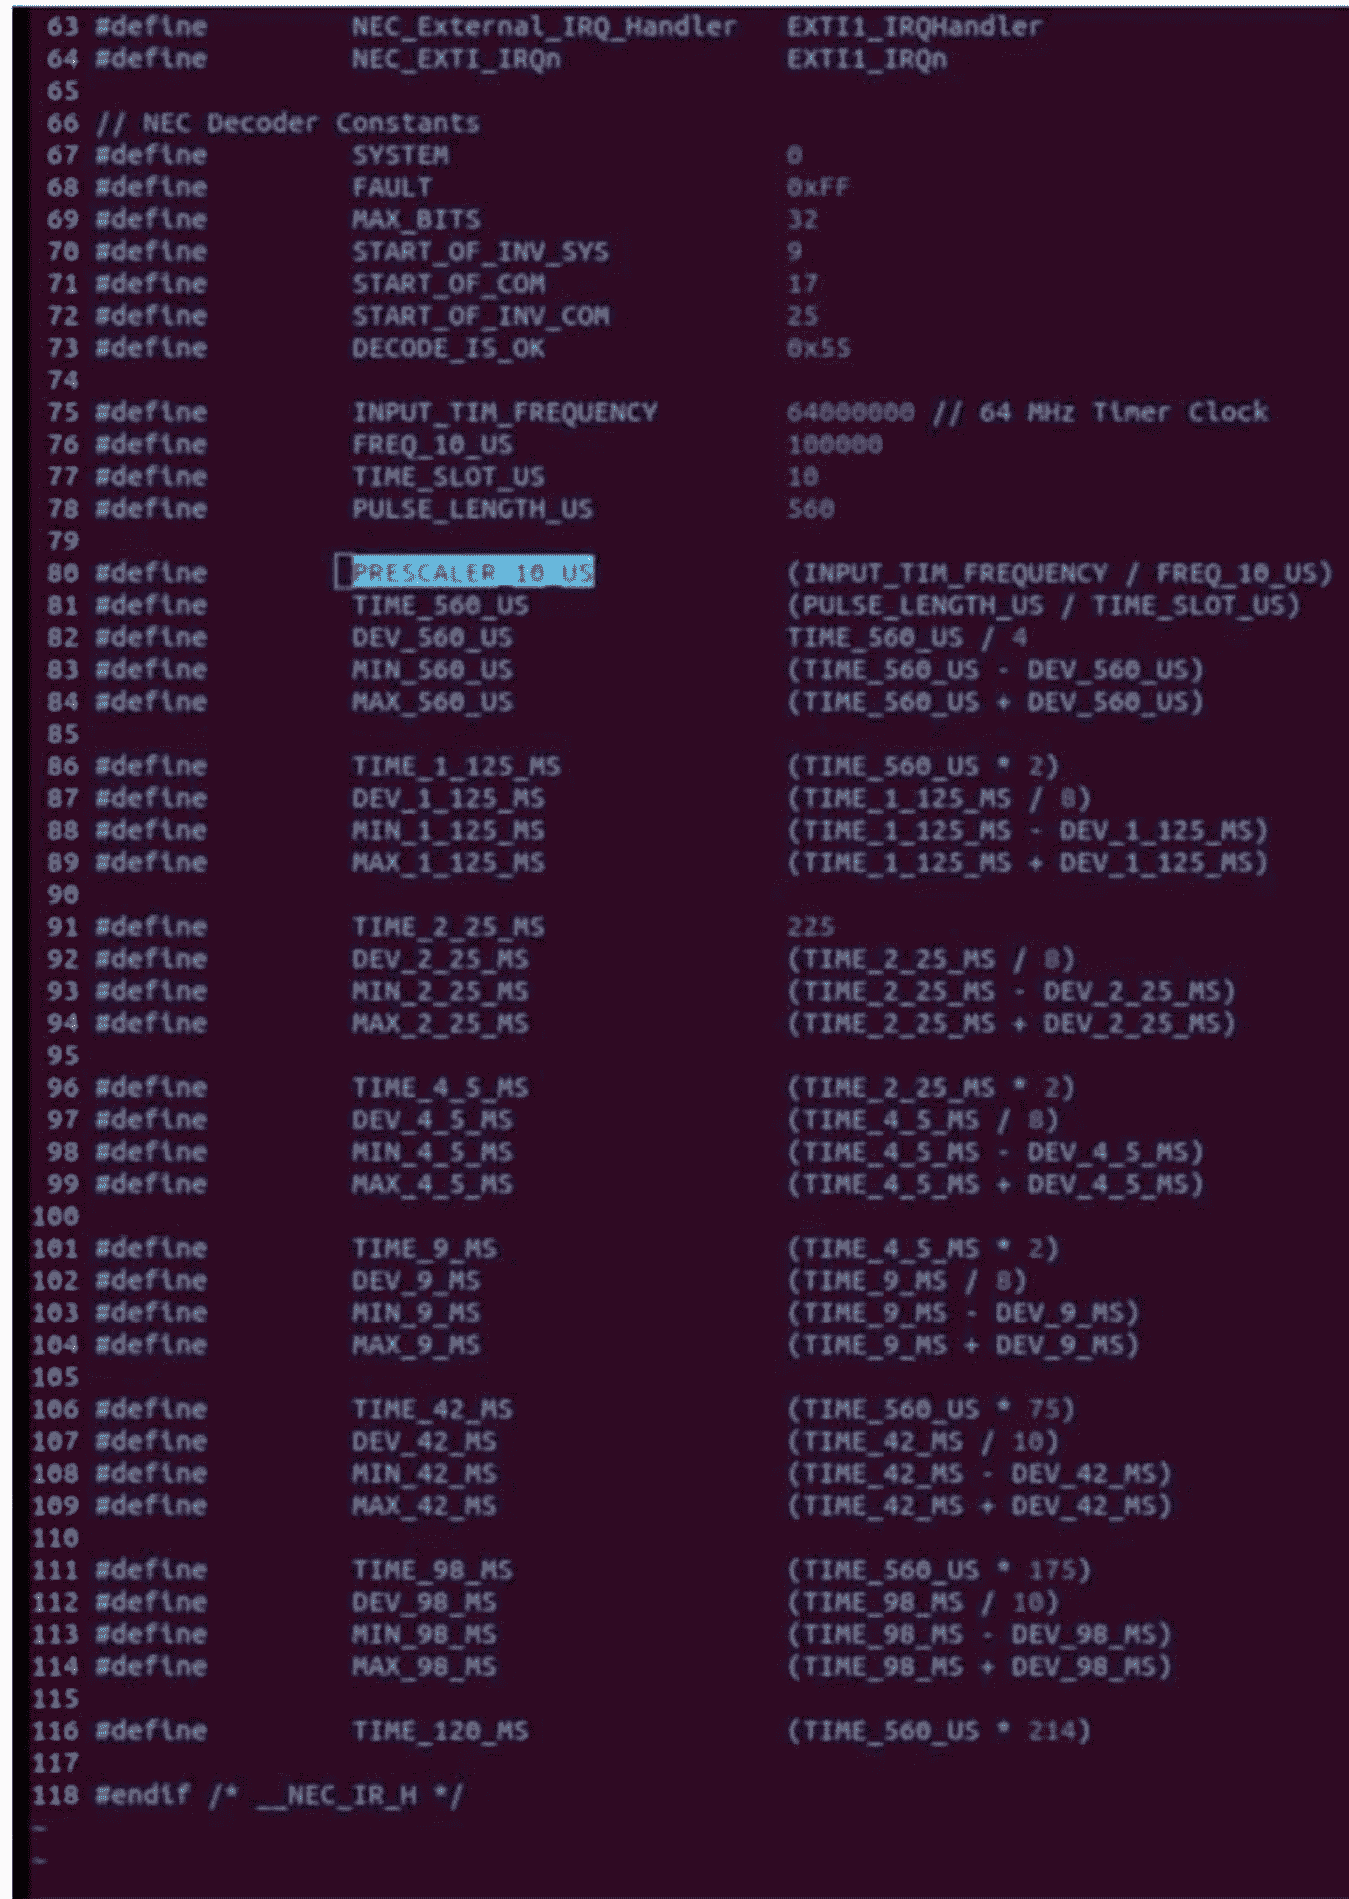 63 #define NEC_External_IRQ_Handler EXTI1_IRQHandler
64 #define NEC_EXTI_IRQn EXTI1_IRQn
65
66 // NEC Decoder Constants
67 #define SYSTEM 0
68 #define FAULT 0xFF
69 #define MAX_BITS 32
70 #define START_OF_INV_SYS 9
71 #define START_OF_COM 17
72 #define START_OF_INV_COM 25
73 #define DECODE_IS_OK 0x55
74
75 #define INPUT_TIM_FREQUENCY 64000000 // 64 MHz Timer Clock
76 #define FREQ_10_US 100000
77 #define TIME_SLOT_US 10
78 #define PULSE_LENGTH_US 560
79
80 #define PRESCALER_10_US (INPUT_TIM_FREQUENCY / FREQ_10_US)
81 #define TIME_560_US (PULSE_LENGTH_US / TIME_SLOT_US)
82 #define DEV_560_US TIME_560_US / 4
83 #define MIN_560_US (TIME_560_US - DEV_560_US)
84 #define MAX_560_US (TIME_560_US + DEV_560_US)
85
86 #define TIME_1_125_MS (TIME_560_US * 2)
87 #define DEV_1_125_MS (TIME_1_125_MS / 8)
88 #define MIN_1_125_MS (TIME_1_125_MS - DEV_1_125_MS)
89 #define MAX_1_125_MS (TIME_1_125_MS + DEV_1_125_MS)
90
91 #define TIME_2_25_MS 225
92 #define DEV_2_25_MS (TIME_2_25_MS / 8)
93 #define MIN_2_25_MS (TIME_2_25_MS - DEV_2_25_MS)
94 #define MAX_2_25_MS (TIME_2_25_MS + DEV_2_25_MS)
95
96 #define TIME_4_5_MS (TIME_2_25_MS * 2)
97 #define DEV_4_5_MS (TIME_4_5_MS / 8)
98 #define MIN_4_5_MS (TIME_4_5_MS - DEV_4_5_MS)
99 #define MAX_4_5_MS (TIME_4_5_MS + DEV_4_5_MS)
100
101 #define TIME_9_MS (TIME_4_5_MS * 2)
102 #define DEV_9_MS (TIME_9_MS / 8)
103 #define MIN_9_MS (TIME_9_MS - DEV_9_MS)
104 #define MAX_9_MS (TIME_9_MS + DEV_9_MS)
105
106 #define TIME_42_MS (TIME_560_US * 75)
107 #define DEV_42_MS (TIME_42_MS / 10)
108 #define MIN_42_MS (TIME_42_MS - DEV_42_MS)
109 #define MAX_42_MS (TIME_42_MS + DEV_42_MS)
110
111 #define TIME_98_MS (TIME_560_US * 175)
112 #define DEV_98_MS (TIME_98_MS / 10)
113 #define MIN_98_MS (TIME_98_MS - DEV_98_MS)
114 #define MAX_98_MS (TIME_98_MS + DEV_98_MS)
115
116 #define TIME_120_MS (TIME_560_US * 214)
117
118 #endif /* __NEC_IR_H */
~
~